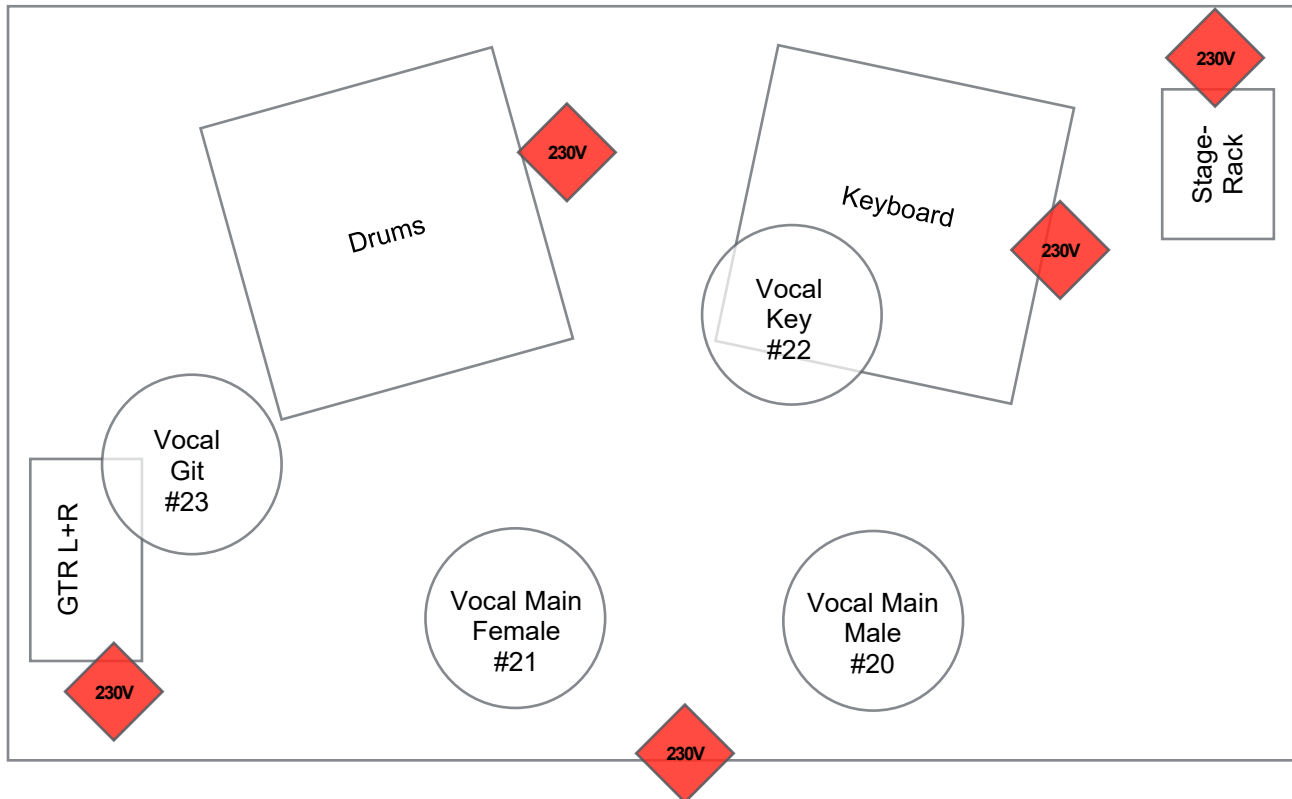 230V
Stage-
Rack
230V
Drums
Keyboard
230V
Vocal
Key
#22
Vocal
Git
#23
GTR L+R
Vocal Main
Female
#21
Vocal Main
Male
#20
230V
230V